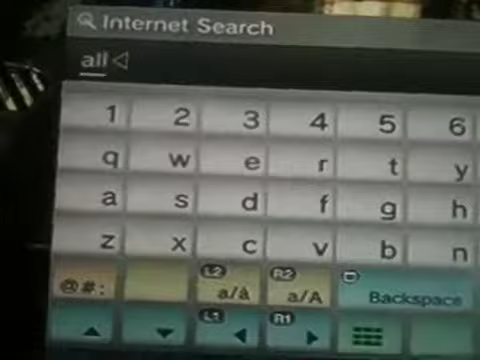 Internet Search
all
1 2 3 4 5 6
q w e r t y
a s d f g h
z x c v b n
@#: L2 a/à R2 a/A Backspace
L1 R1